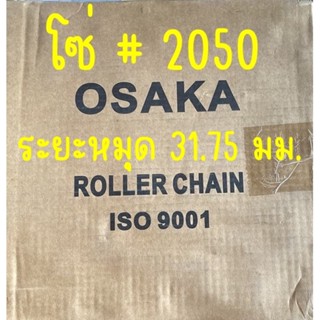 โซ่ # 2050
OSAKA
ระยะหมุด 31.75 มม.
ROLLER CHAIN
ISO 9001